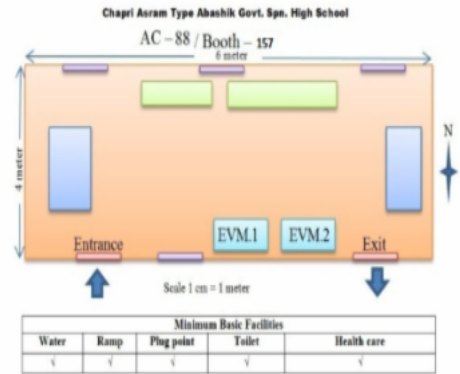 Chapri Asram Type Abashik Govt. Spn. High School
AC – 88 / Booth – 157
6 meter
4 meter
N
EVM.1 EVM.2
Entrance Exit
Scale 1 cm = 1 meter
Minimum Basic Facilities
Water Ramp Plug point Toilet Health care
√ √ √ √ √